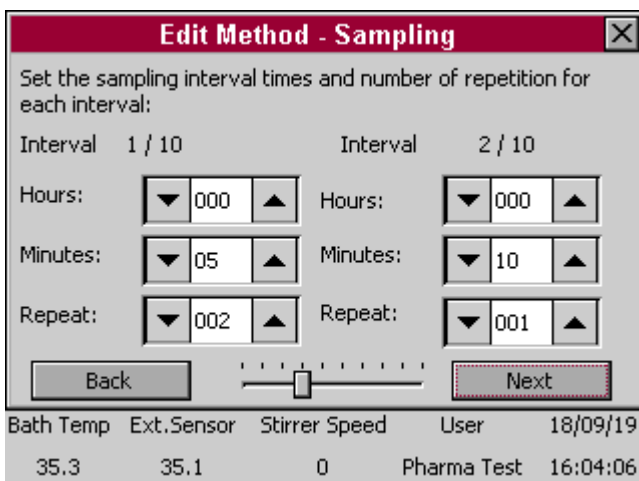 Edit Method - Sampling
Set the sampling interval times and number of repetition for
each interval:
Interval 1 / 10 Interval 2 / 10
Hours: 000 Hours: 000
Minutes: 05 Minutes: 10
Repeat: 002 Repeat: 001
Back Next
Bath Temp Ext.Sensor Stirrer Speed User 18/09/19
35.3 35.1 0 Pharma Test 16:04:06